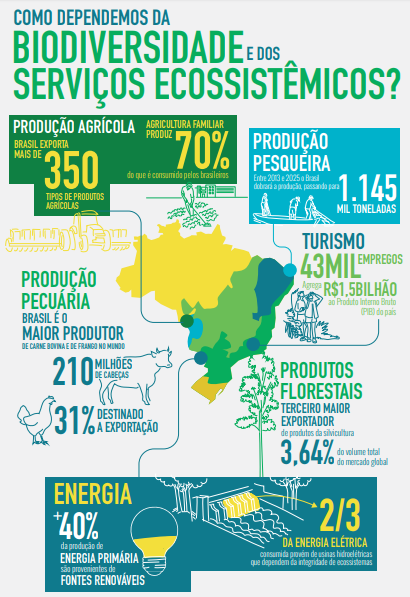 COMO DEPENDEMOS DA
BIODIVERSIDADE E DOS
SERVIÇOS ECOSSISTÊMICOS?
PRODUÇÃO AGRÍCOLA
BRASIL EXPORTA
MAIS DE
350
TIPOS DE PRODUTOS
AGRÍCOLAS
AGRICULTURA FAMILIAR
PRODUZ
70%
do que é consumido pelos brasileiros
PRODUÇÃO
PESQUEIRA
Entre 2013 e 2025 o Brasil
dobrará a produção, passando para
1.145
MIL TONELADAS
TURISMO
43MIL EMPREGOS
Agrega R$1,5BILHÃO
ao Produto Interno Bruto
(PIB) do país
PRODUÇÃO
PECUÁRIA
BRASIL É O
MAIOR PRODUTOR
DE CARNE BOVINA E DE FRANGO NO MUNDO
210 MILHÕES
DE CABEÇAS
31% DESTINADO
A EXPORTAÇÃO
PRODUTOS
FLORESTAIS
TERCEIRO MAIOR
EXPORTADOR
de produtos da silvicultura
3,64% do volume total
do mercado global
ENERGIA
+40%
da produção de
ENERGIA PRIMÁRIA
são provenientes de
FONTES RENOVÁVEIS
2/3
DA ENERGIA ELÉTRICA
consumida provém de usinas hidroelétricas
que dependem da integridade de ecossistemas